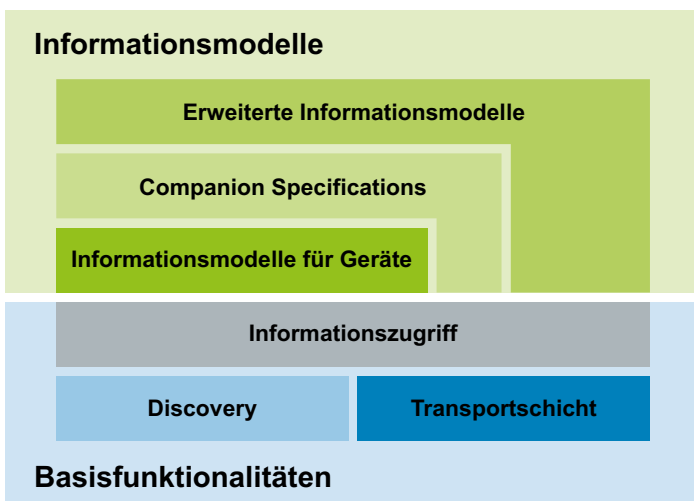 Informationsmodelle
Erweiterte Informationsmodelle
Companion Specifications
Informationsmodelle für Geräte
Informationszugriff
Discovery
Transportschicht
Basisfunktionalitäten